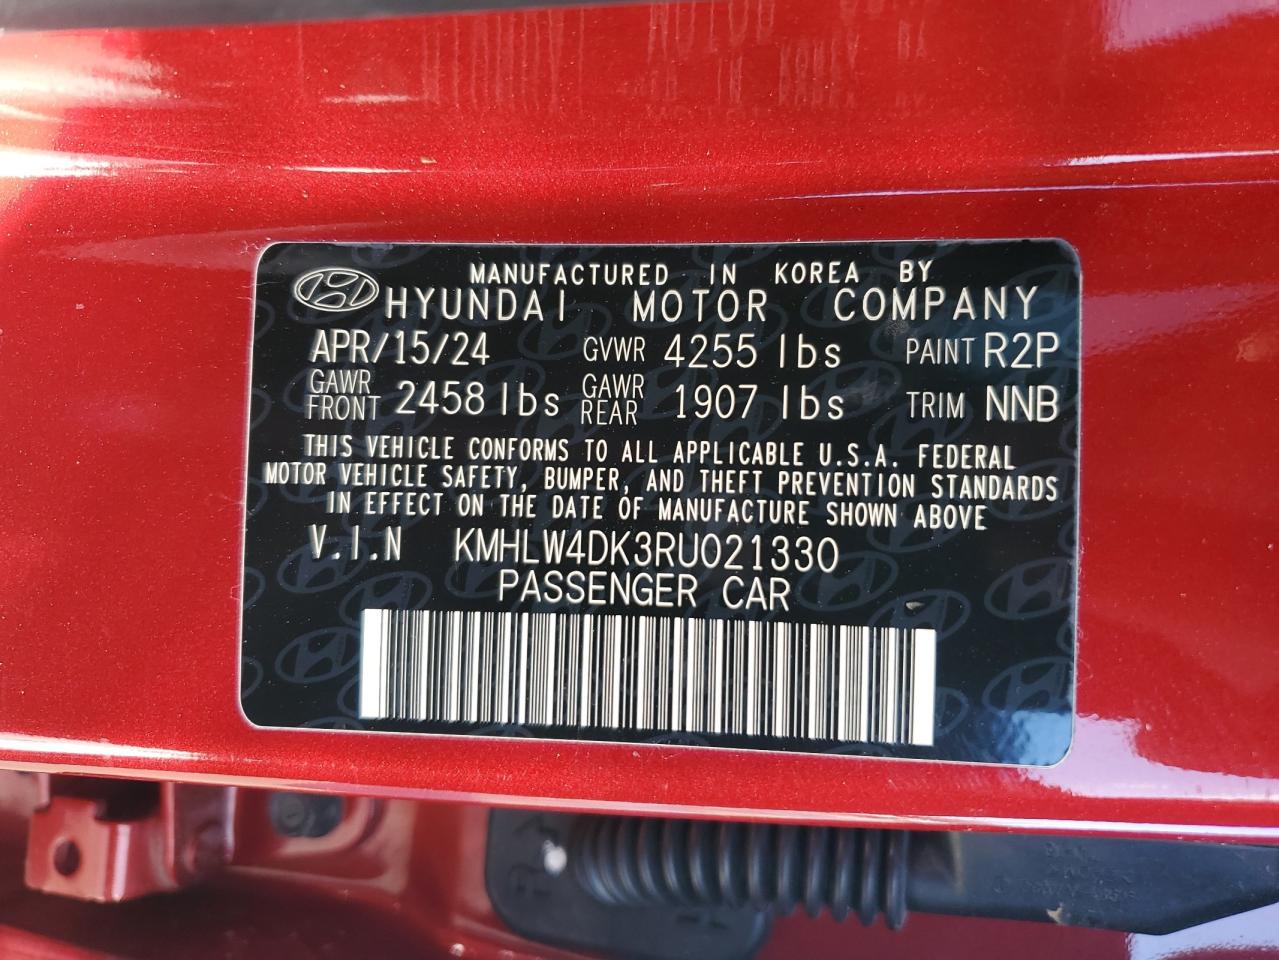 MANUFACTURED IN KOREA BY
HYUNDAI MOTOR COMPANY
APR/15/24 GVWR 4255 lbs PAINT R2P
GAWR FRONT 2458 lbs GAWR REAR 1907 lbs TRIM NNB
THIS VEHICLE CONFORMS TO ALL APPLICABLE U.S.A. FEDERAL
MOTOR VEHICLE SAFETY, BUMPER, AND THEFT PREVENTION STANDARDS
IN EFFECT ON THE DATE OF MANUFACTURE SHOWN ABOVE
V.I.N KMHLW4DK3RU021330
PASSENGER CAR